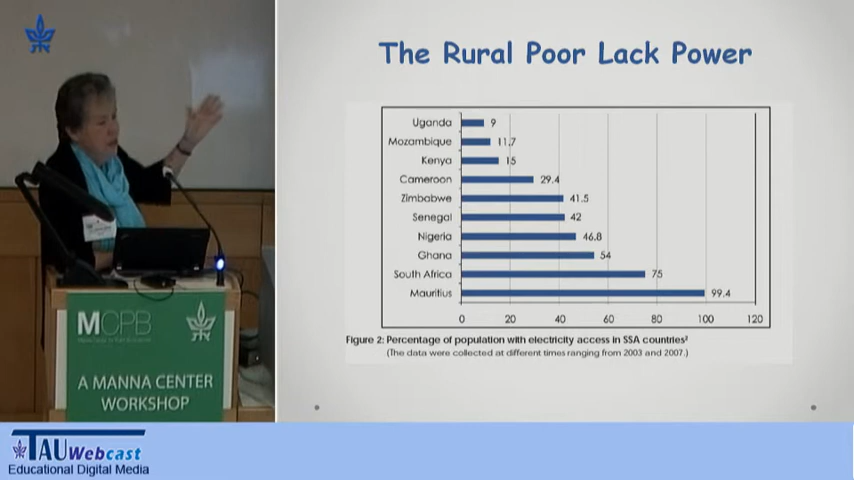 The Rural Poor Lack Power
Uganda 9
Mozambique 11.7
Kenya 15
Cameroon 29.4
Zimbabwe 41.5
Senegal 42
Nigeria 46.8
Ghana 54
South Africa 75
Mauritius 99.4
0 20 40 60 80 100 120
Figure 2: Percentage of population with electricity access in SSA countries²
(The data were collected at different times ranging from 2003 and 2007.)
MCPB
A MANNA CENTER
WORKSHOP
TAU Webcast
Educational Digital Media